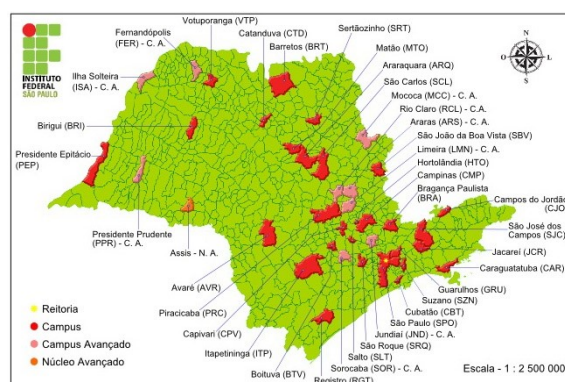 INSTITUTO
FEDERAL
SÃO PAULO
Fernandópolis
(FER) - C. A.
Votuporanga (VTP)
Catanduva (CTD)
Barretos (BRT)
Sertãozinho (SRT)
Matão (MTO)
Araraquara (ARQ)
São Carlos (SCL)
Mococa (MCC) - C.A.
Rio Claro (RCL) - C.A.
Araras (ARS) - C.A.
São João da Boa Vista (SBV)
Limeira (LMN) - C.A.
Hortolândia (HTO)
Campinas (CMP)
Bragança Paulista
(BRA)
Campos do Jordão
(CJO)
São José dos
Campos (SJC)
Jacareí (JCR)
Caraguatatuba (CAR)
Guarulhos (GRU)
Suzano (SZN)
Cubatão (CBT)
São Paulo (SPO)
Jundiaí (JND) - C.A.
São Roque (SRQ)
Salto (SLT)
Sorocaba (SOR) - C.A.
Registro (RGT)
Boituva (BTV)
Itapetininga (ITP)
Capivari (CPV)
Piracicaba (PRC)
Avaré (AVR)
Assis - N. A.
Presidente Prudente
(PPR) - C. A.
Presidente Epitácio
(PEP)
Birigui (BRI)
Ilha Solteira
(ISA) - C. A.
N
O
L
S
Reitoria
Campus
Campus Avançado
Núcleo Avançado
Escala - 1 : 2 500 000